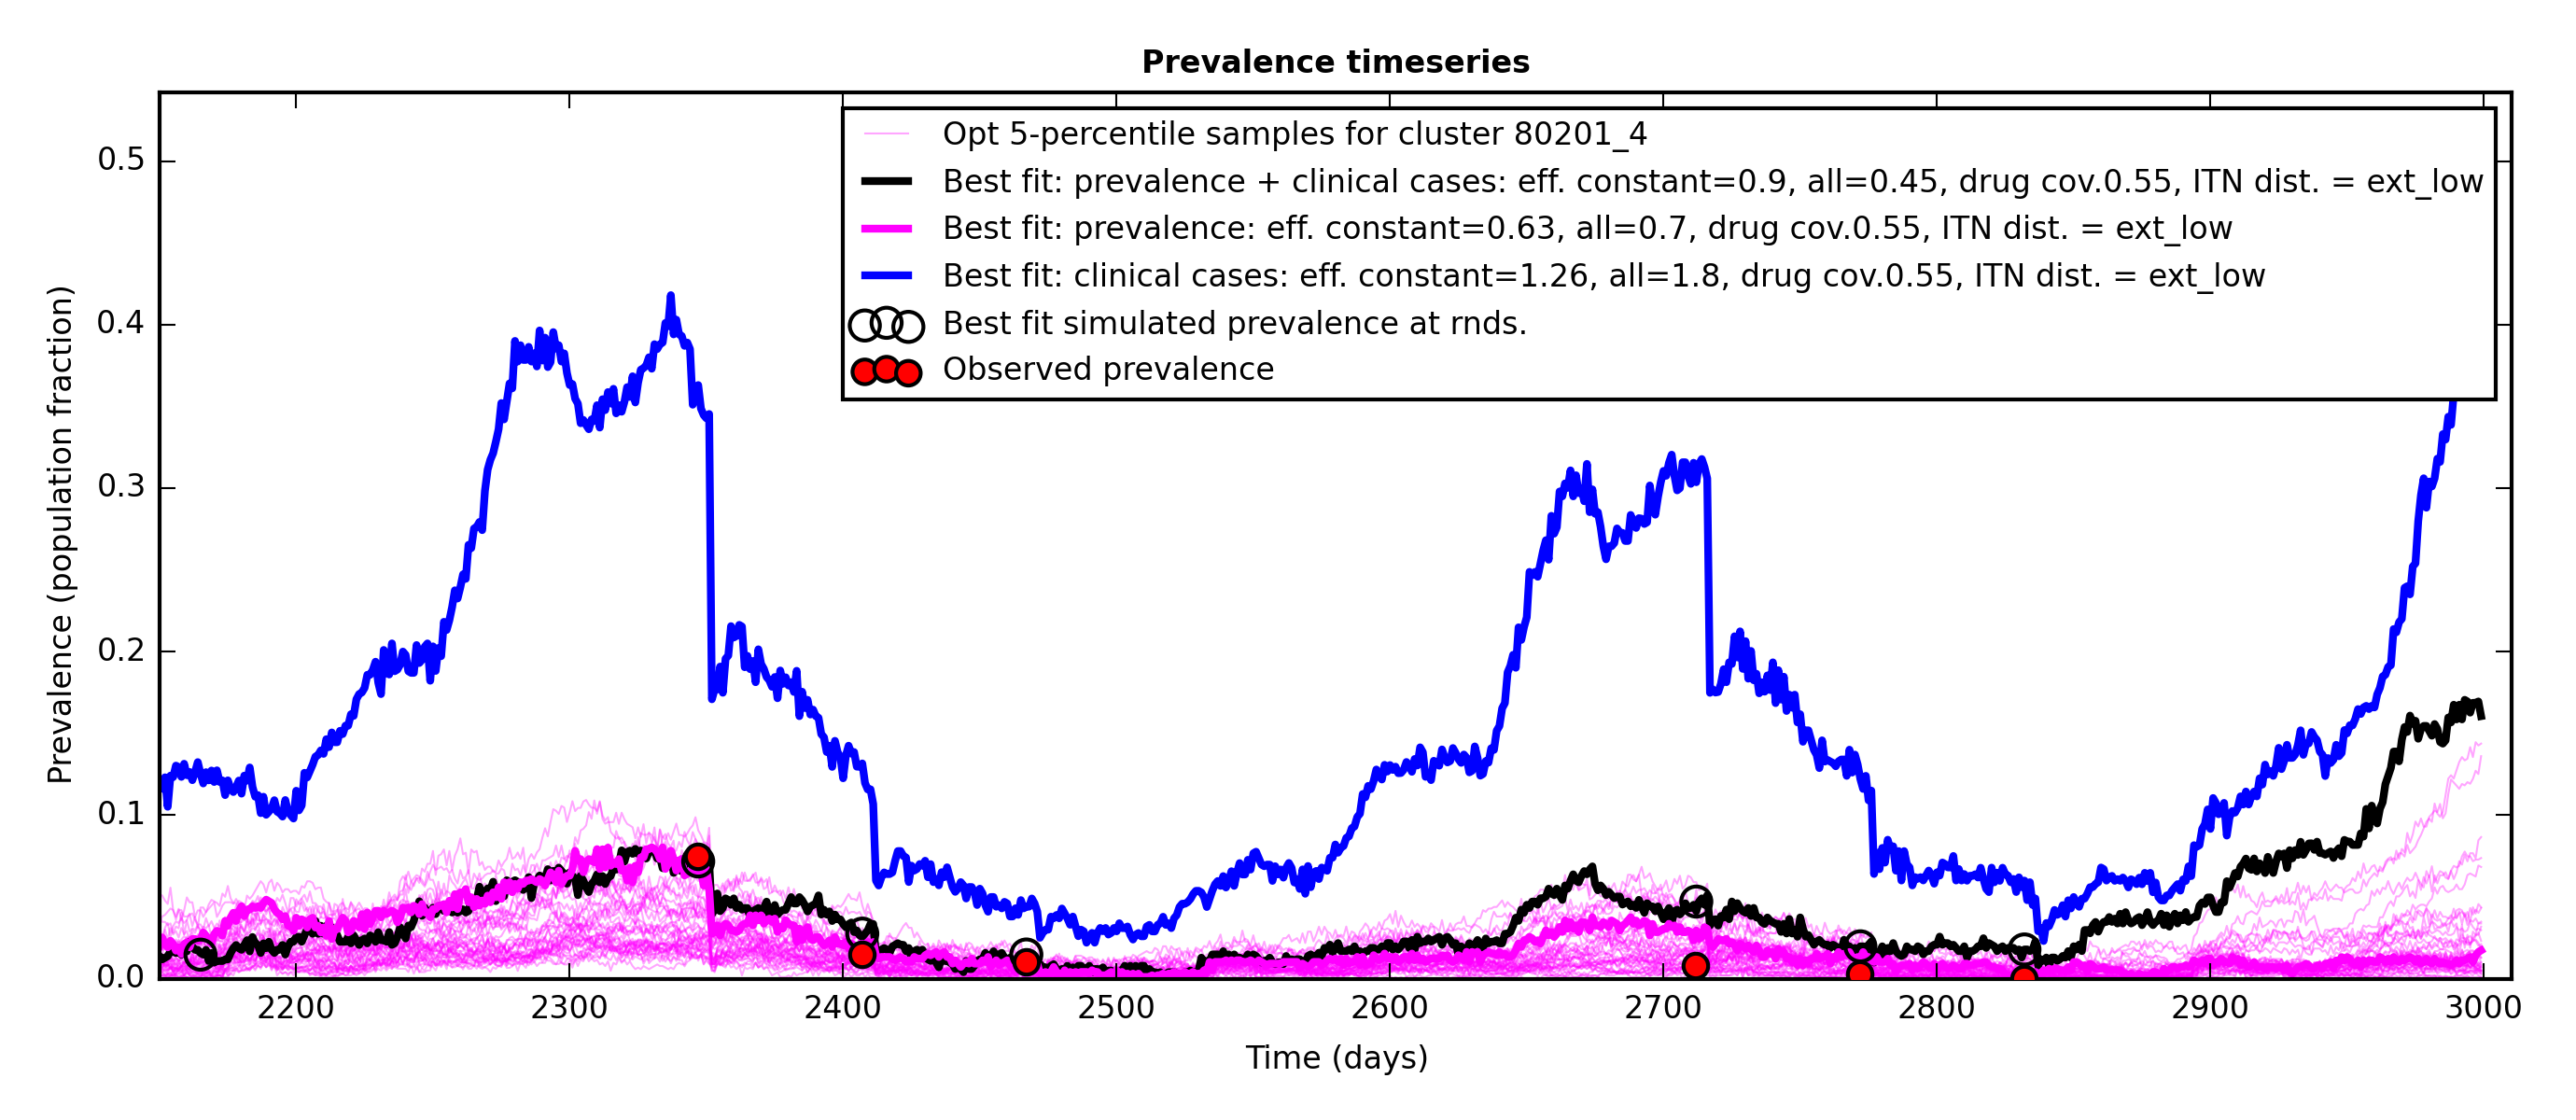 Prevalence timeseries
Opt 5-percentile samples for cluster 80201_4
Best fit: prevalence + clinical cases: eff. constant=0.9, all=0.45, drug cov.0.55, ITN dist. = ext_low
Best fit: prevalence: eff. constant=0.63, all=0.7, drug cov.0.55, ITN dist. = ext_low
Best fit: clinical cases: eff. constant=1.26, all=1.8, drug cov.0.55, ITN dist. = ext_low
Best fit simulated prevalence at rnds.
Observed prevalence
Prevalence (population fraction)
0.5
0.4
0.3
0.2
0.1
0.0
2200 2300 2400 2500 2600 2700 2800 2900 3000
Time (days)